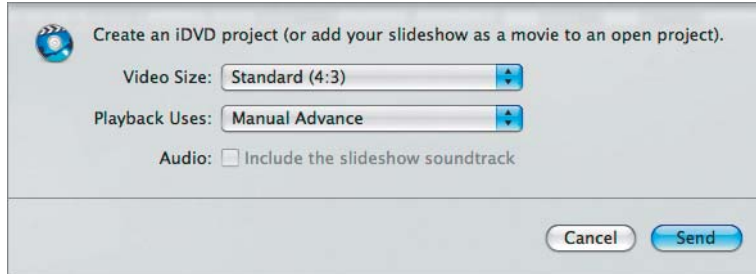 Create an iDVD project (or add your slideshow as a movie to an open project).
Video Size: Standard (4:3)
Playback Uses: Manual Advance
Audio: Include the slideshow soundtrack
Cancel Send